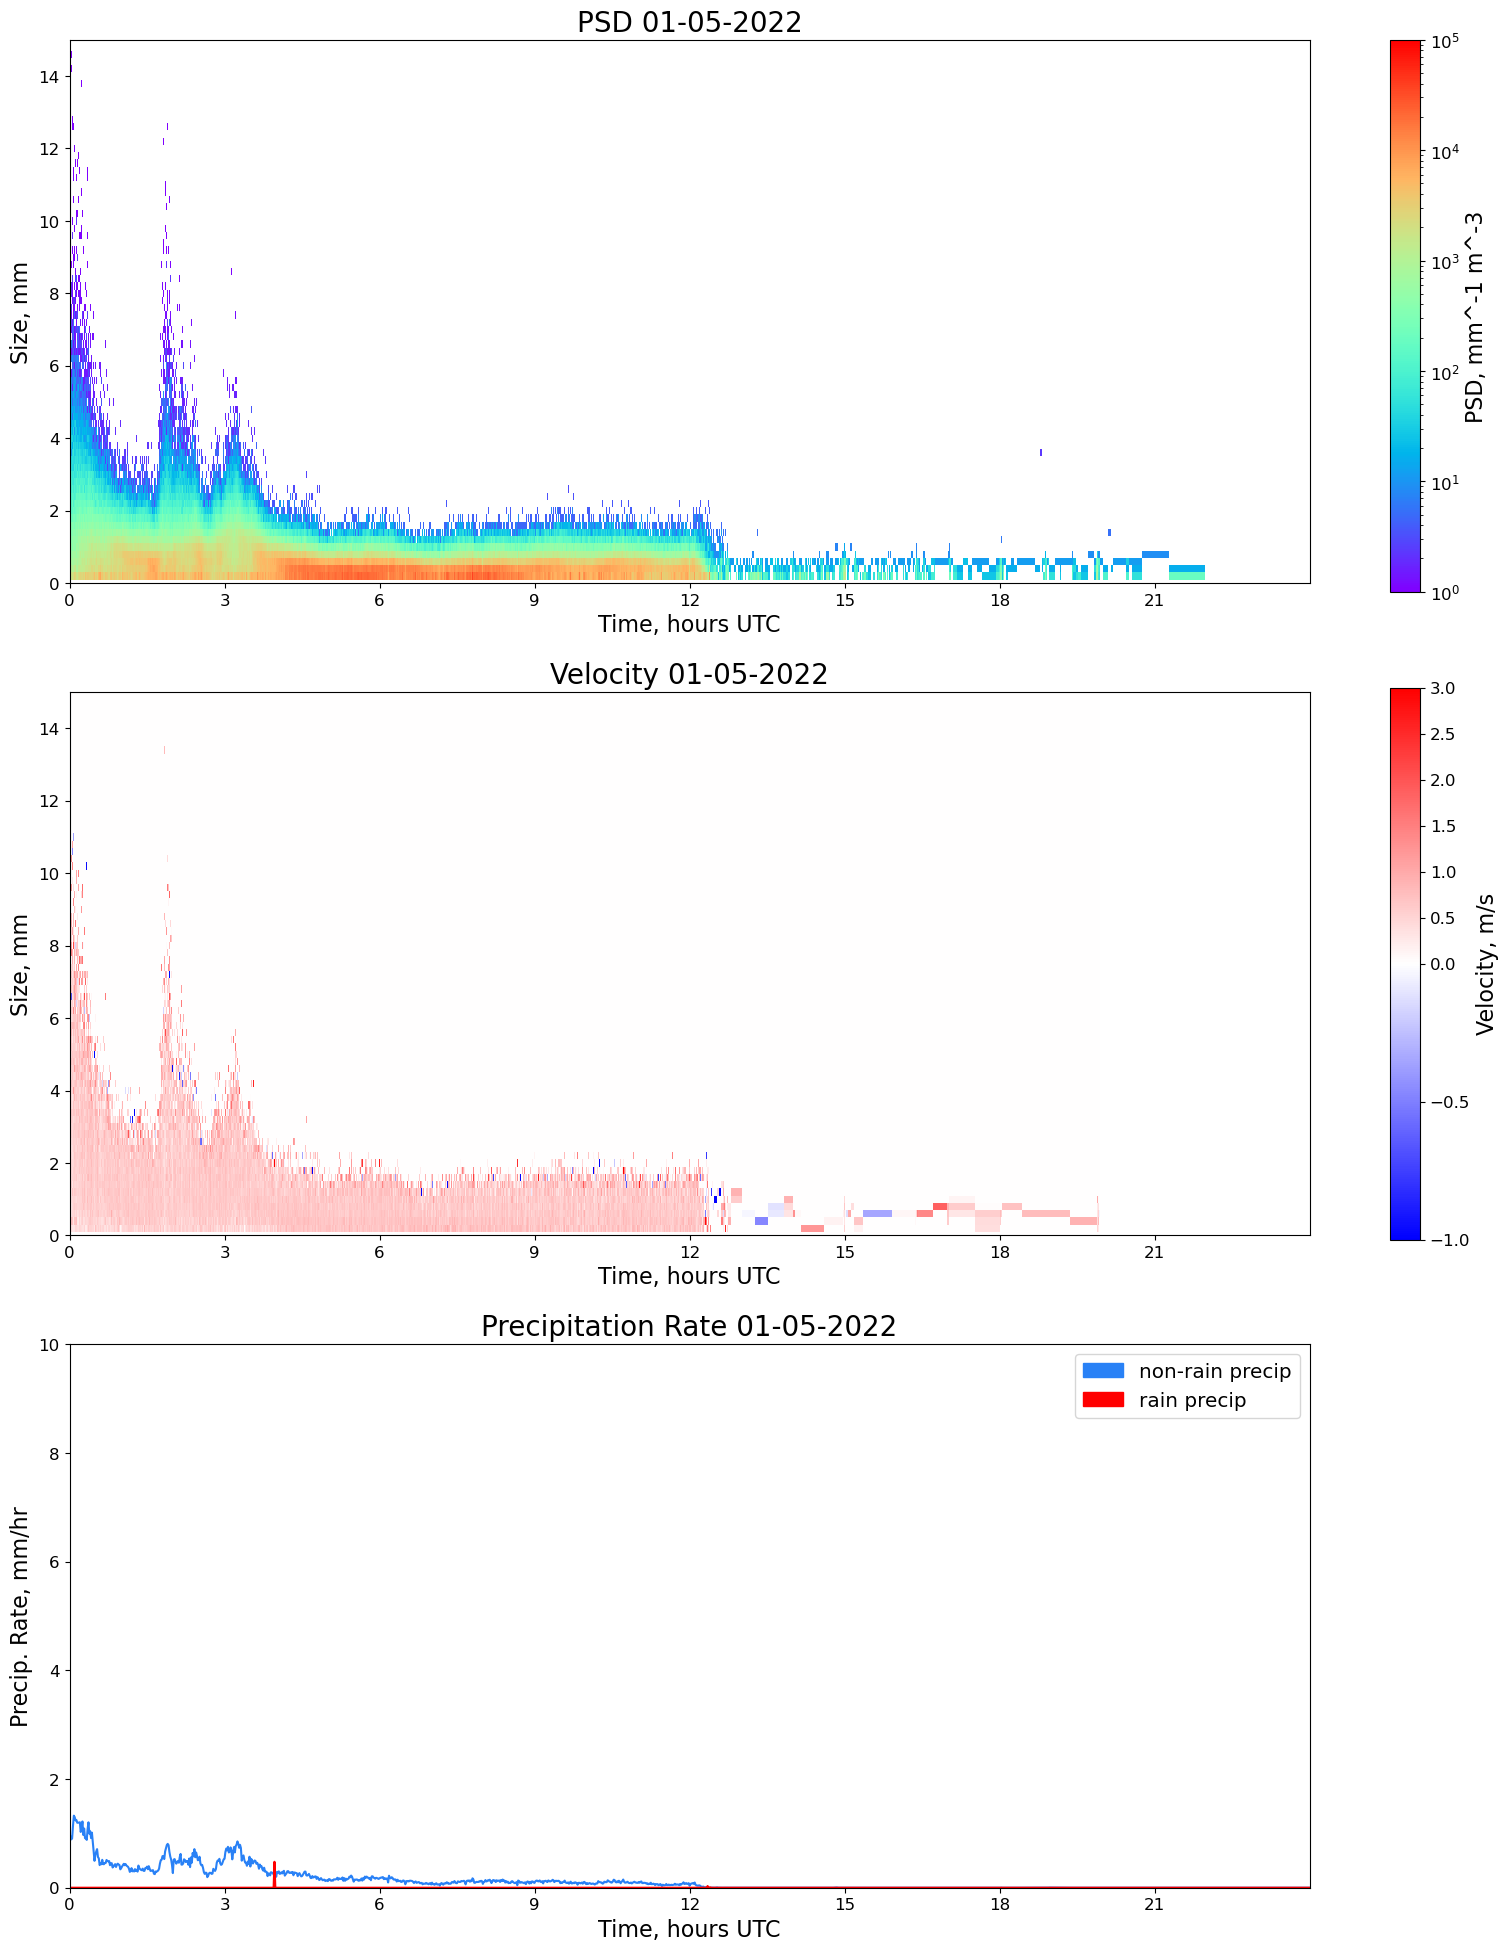 PSD 01-05-2022
Size, mm
14
12
10
8
6
4
2
0
0 3 6 9 12 15 18 21
Time, hours UTC
10^5
10^4
10^3
10^2
10^1
10^0
PSD, mm^-1 m^-3
Velocity 01-05-2022
Size, mm
14
12
10
8
6
4
2
0
0 3 6 9 12 15 18 21
Time, hours UTC
3.0
2.5
2.0
1.5
1.0
0.5
0.0
−0.5
−1.0
Velocity, m/s
Precipitation Rate 01-05-2022
Precip. Rate, mm/hr
10
8
6
4
2
0
0 3 6 9 12 15 18 21
Time, hours UTC
non-rain precip
rain precip